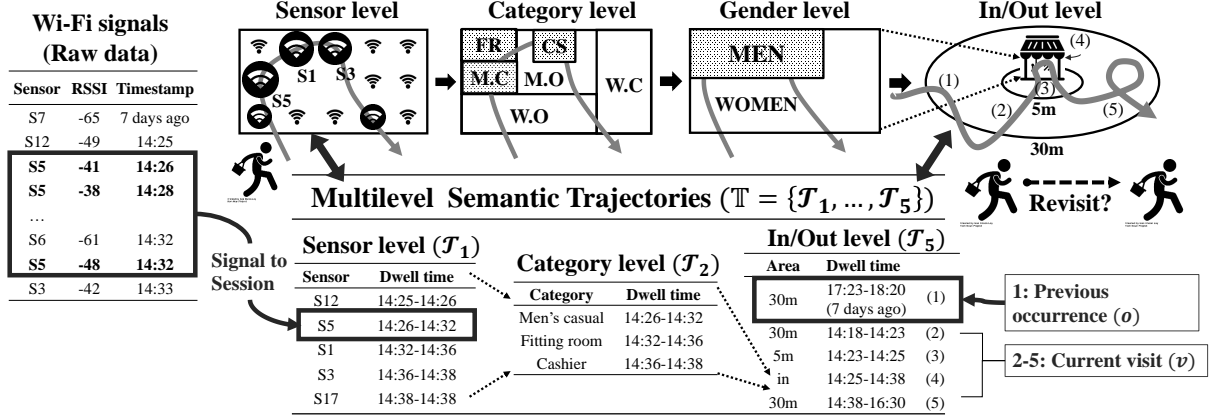 Wi-Fi signals
(Raw data)
Sensor RSSI Timestamp
S7 -65 7 days ago
S12 -49 14:25
S5 -41 14:26
S5 -38 14:28
...
S6 -61 14:32
S5 -48 14:32
S3 -42 14:33
Signal to
Session
Sensor level
S1 S3
S5
Category level
FR CS
M.C M.O W.C
W.O
Gender level
MEN
WOMEN
In/Out level
(4)
(1)
(3)
(2) 5m (5)
30m
Revisit?
Multilevel Semantic Trajectories (𝕋 = {𝒯₁, ..., 𝒯₅})
Sensor level (𝒯₁)
Sensor Dwell time
S12 14:25-14:26
S5 14:26-14:32
S1 14:32-14:36
S3 14:36-14:38
S17 14:38-14:38
Category level (𝒯₂)
Category Dwell time
Men's casual 14:26-14:32
Fitting room 14:32-14:36
Cashier 14:36-14:38
In/Out level (𝒯₅)
Area Dwell time
30m 17:23-18:20 (1)
(7 days ago)
30m 14:18-14:23 (2)
5m 14:23-14:25 (3)
in 14:25-14:38 (4)
30m 14:38-16:30 (5)
1: Previous
occurrence (o)
2-5: Current visit (v)